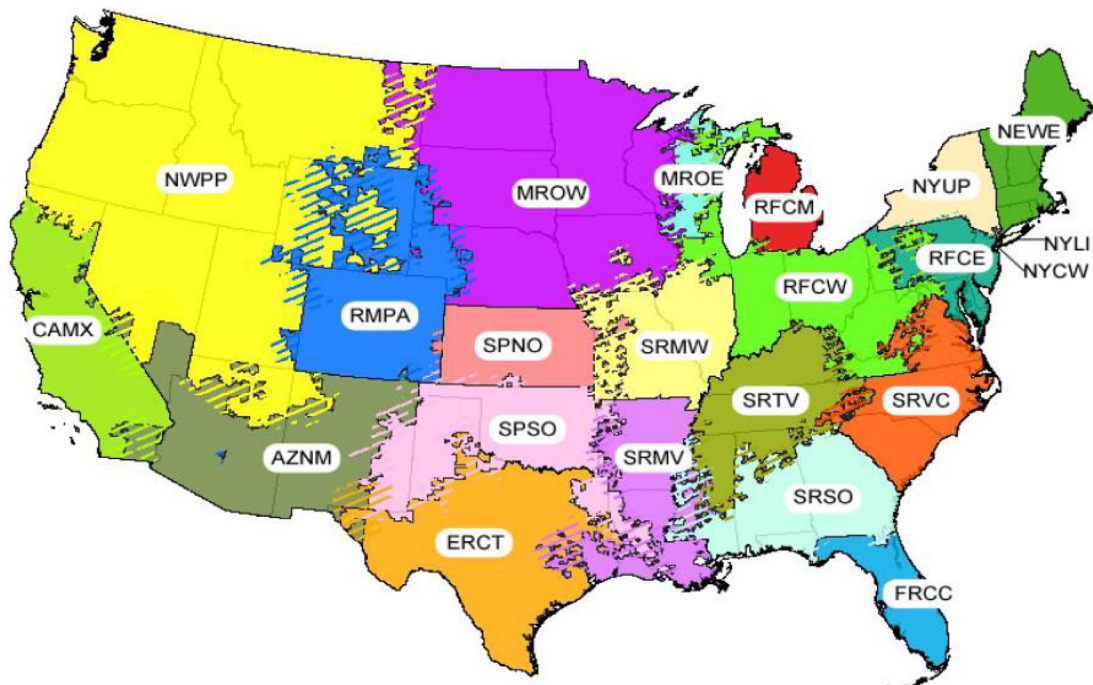 NEWE
NWPP
MROW
MROE
NYUP
RFCM
NYLI
RFCE
NYCW
RFCW
CAMX
RMPA
SPNO
SRMW
SRTV
SRVC
SPSO
AZNM
SRMV
SRSO
ERCT
FRCC